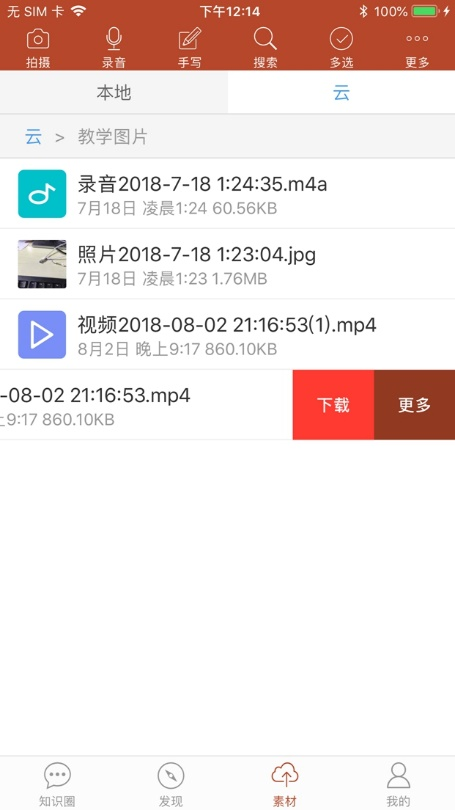 无 SIM 卡 下午12:14 100%
拍摄 录音 手写 搜索 多选 更多
本地 云
云 > 教学图片
录音2018-7-18 1:24:35.m4a
7月18日 凌晨1:24 60.56KB
照片2018-7-18 1:23:04.jpg
7月18日 凌晨1:23 1.76MB
视频2018-08-02 21:16:53(1).mp4
8月2日 晚上9:17 860.10KB
-08-02 21:16:53.mp4
上9:17 860.10KB
下载 更多
知识圈 发现 素材 我的